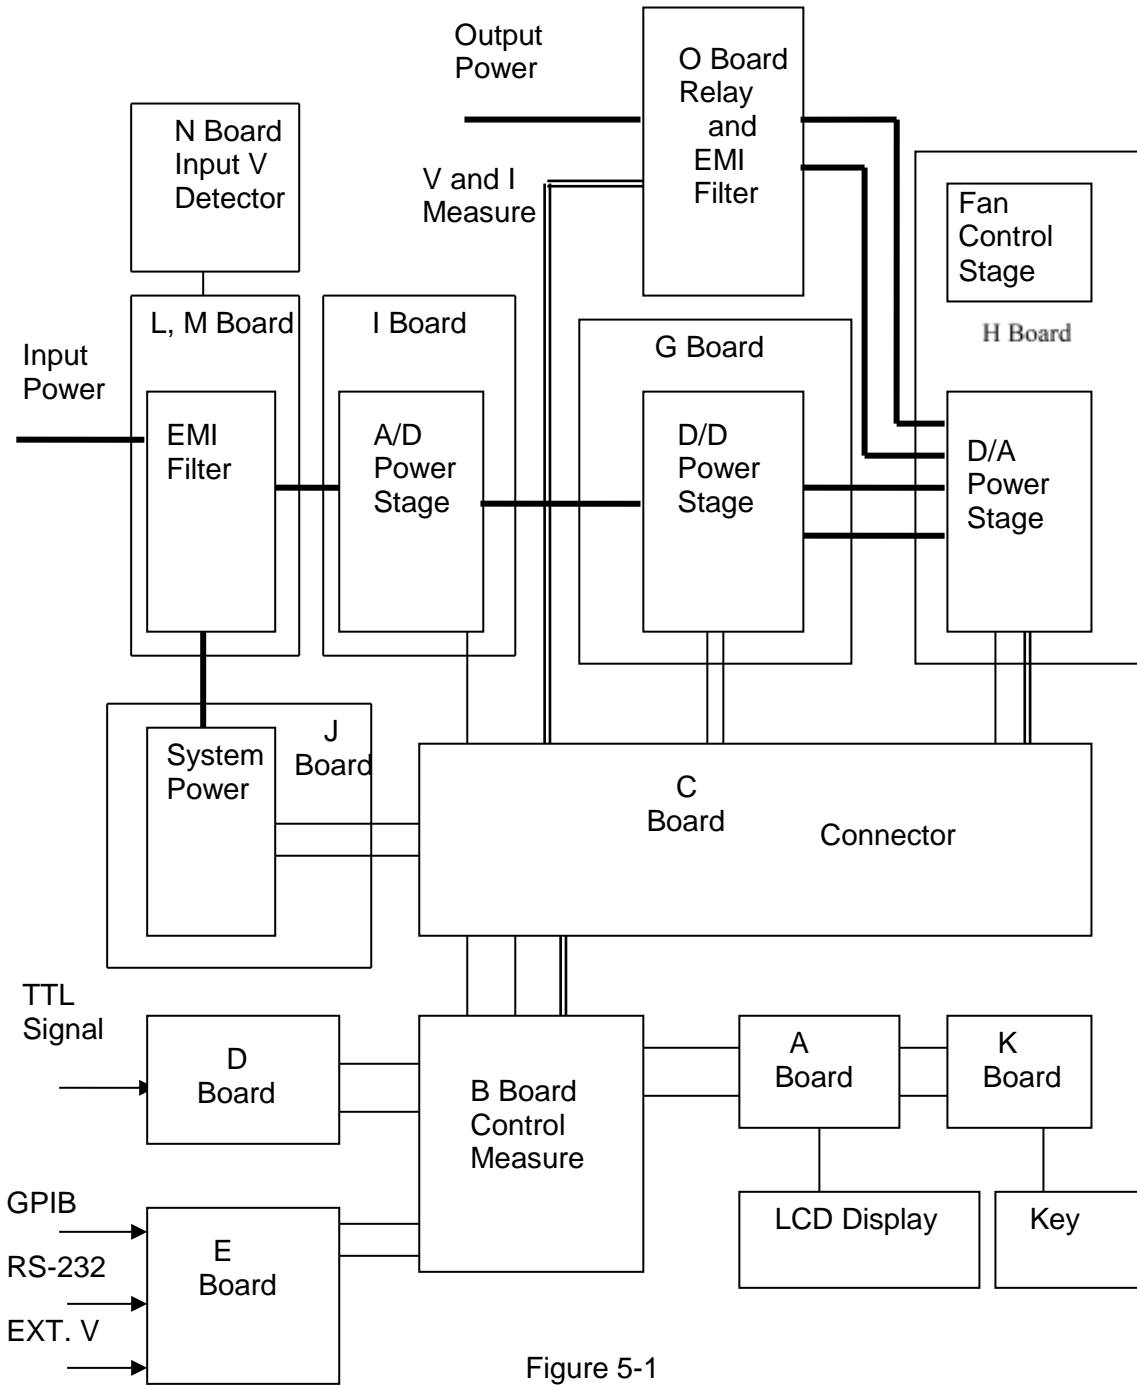 Output
Power
O Board
Relay
and
EMI
Filter
N Board
Input V
Detector
V and I
Measure
Fan
Control
Stage
H Board
L, M Board
I Board
G Board
Input
Power
EMI
Filter
A/D
Power
Stage
D/D
Power
Stage
D/A
Power
Stage
J
Board
System
Power
C
Board
Connector
TTL
Signal
D
Board
B Board
Control
Measure
A
Board
K
Board
GPIB
RS-232
EXT. V
E
Board
LCD Display
Key
Figure 5-1